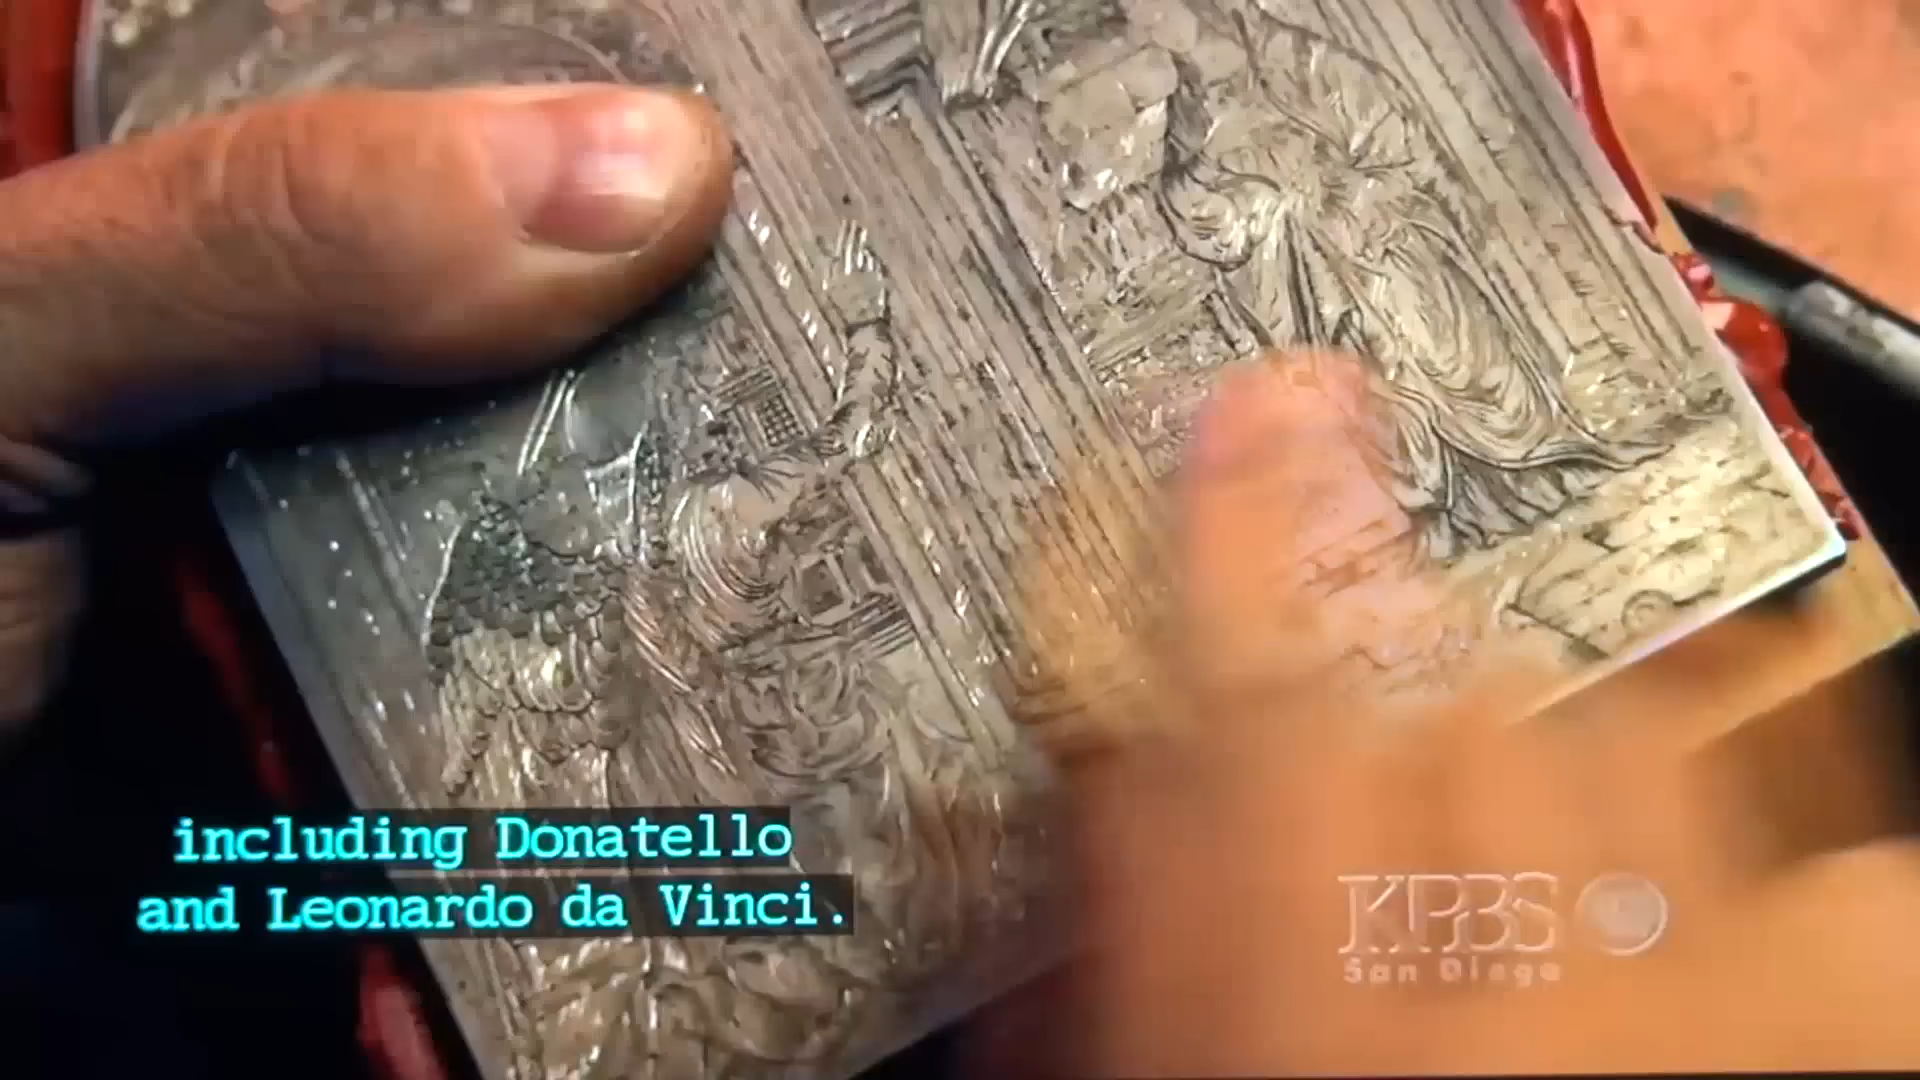 including Donatello
and Leonardo da Vinci.
KPBS
San Diego